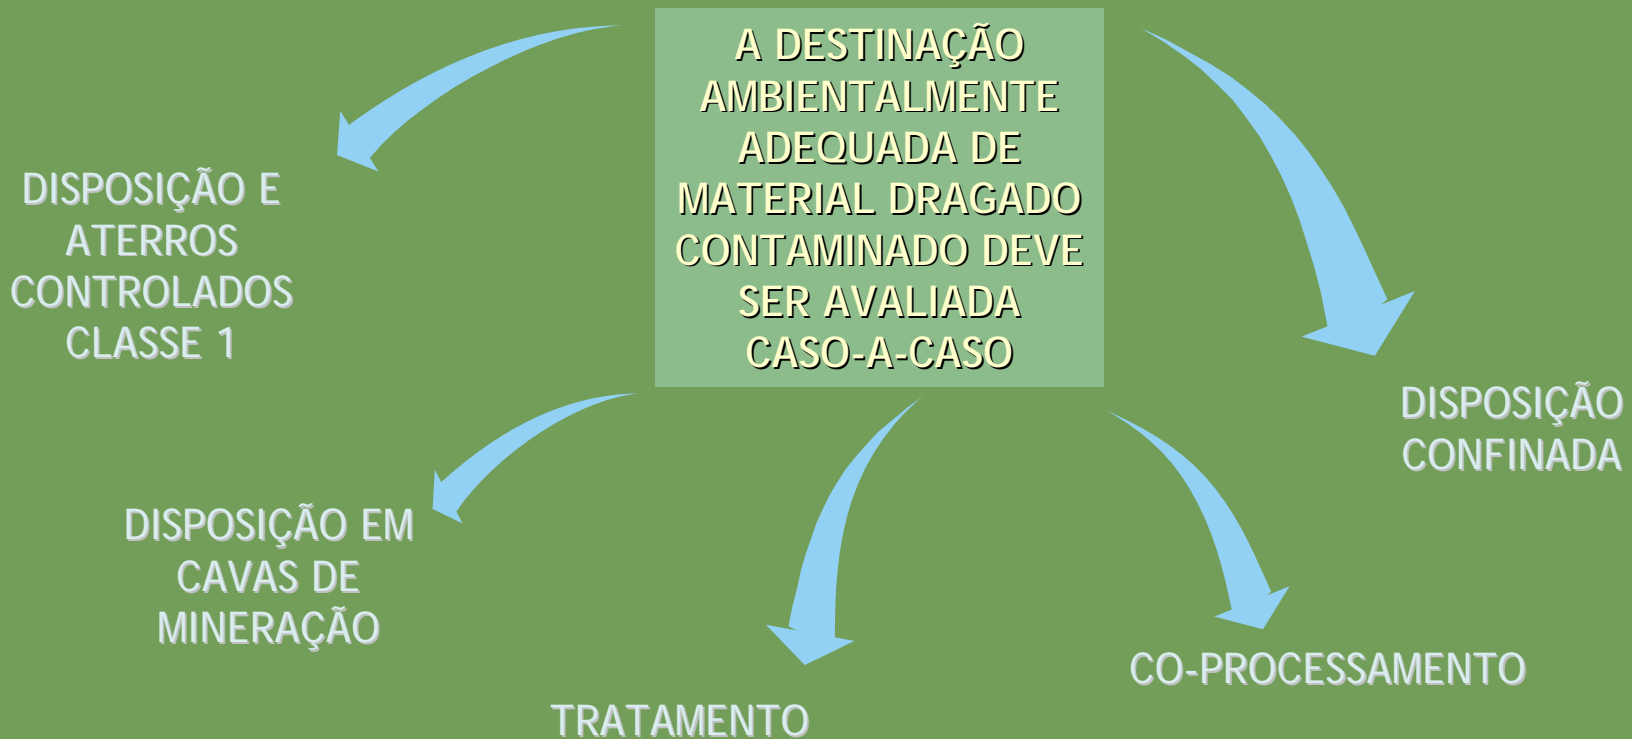 A DESTINAÇÃO
AMBIENTALMENTE
ADEQUADA DE
MATERIAL DRAGADO
CONTAMINADO DEVE
SER AVALIADA
CASO-A-CASO
DISPOSIÇÃO E
ATERROS
CONTROLADOS
CLASSE 1
DISPOSIÇÃO EM
CAVAS DE
MINERAÇÃO
TRATAMENTO
CO-PROCESSAMENTO
DISPOSIÇÃO
CONFINADA